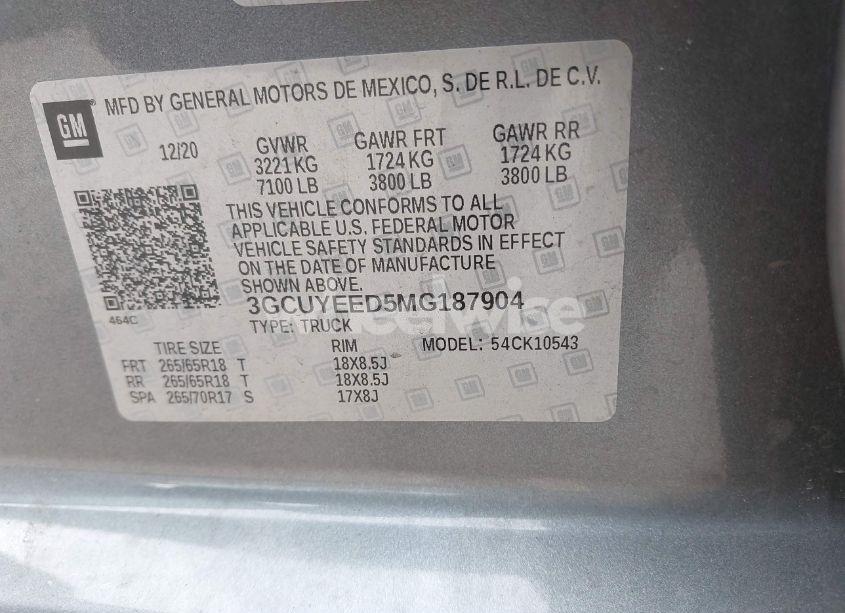 GM
MFD BY GENERAL MOTORS DE MEXICO, S. DE R.L. DE C.V.
12/20 GVWR GAWR FRT GAWR RR
3221 KG 1724 KG 1724 KG
7100 LB 3800 LB 3800 LB
THIS VEHICLE CONFORMS TO ALL
APPLICABLE U.S. FEDERAL MOTOR
VEHICLE SAFETY STANDARDS IN EFFECT
ON THE DATE OF MANUFACTURE
SHOWN ABOVE.
3GCUYEED5MG187904
464C
TYPE: TRUCK
MODEL: 54CK10543
TIRE SIZE RIM
FRT 265/65R18 T 18X8.5J
RR 265/65R18 T 18X8.5J
SPA 265/70R17 S 17X8J